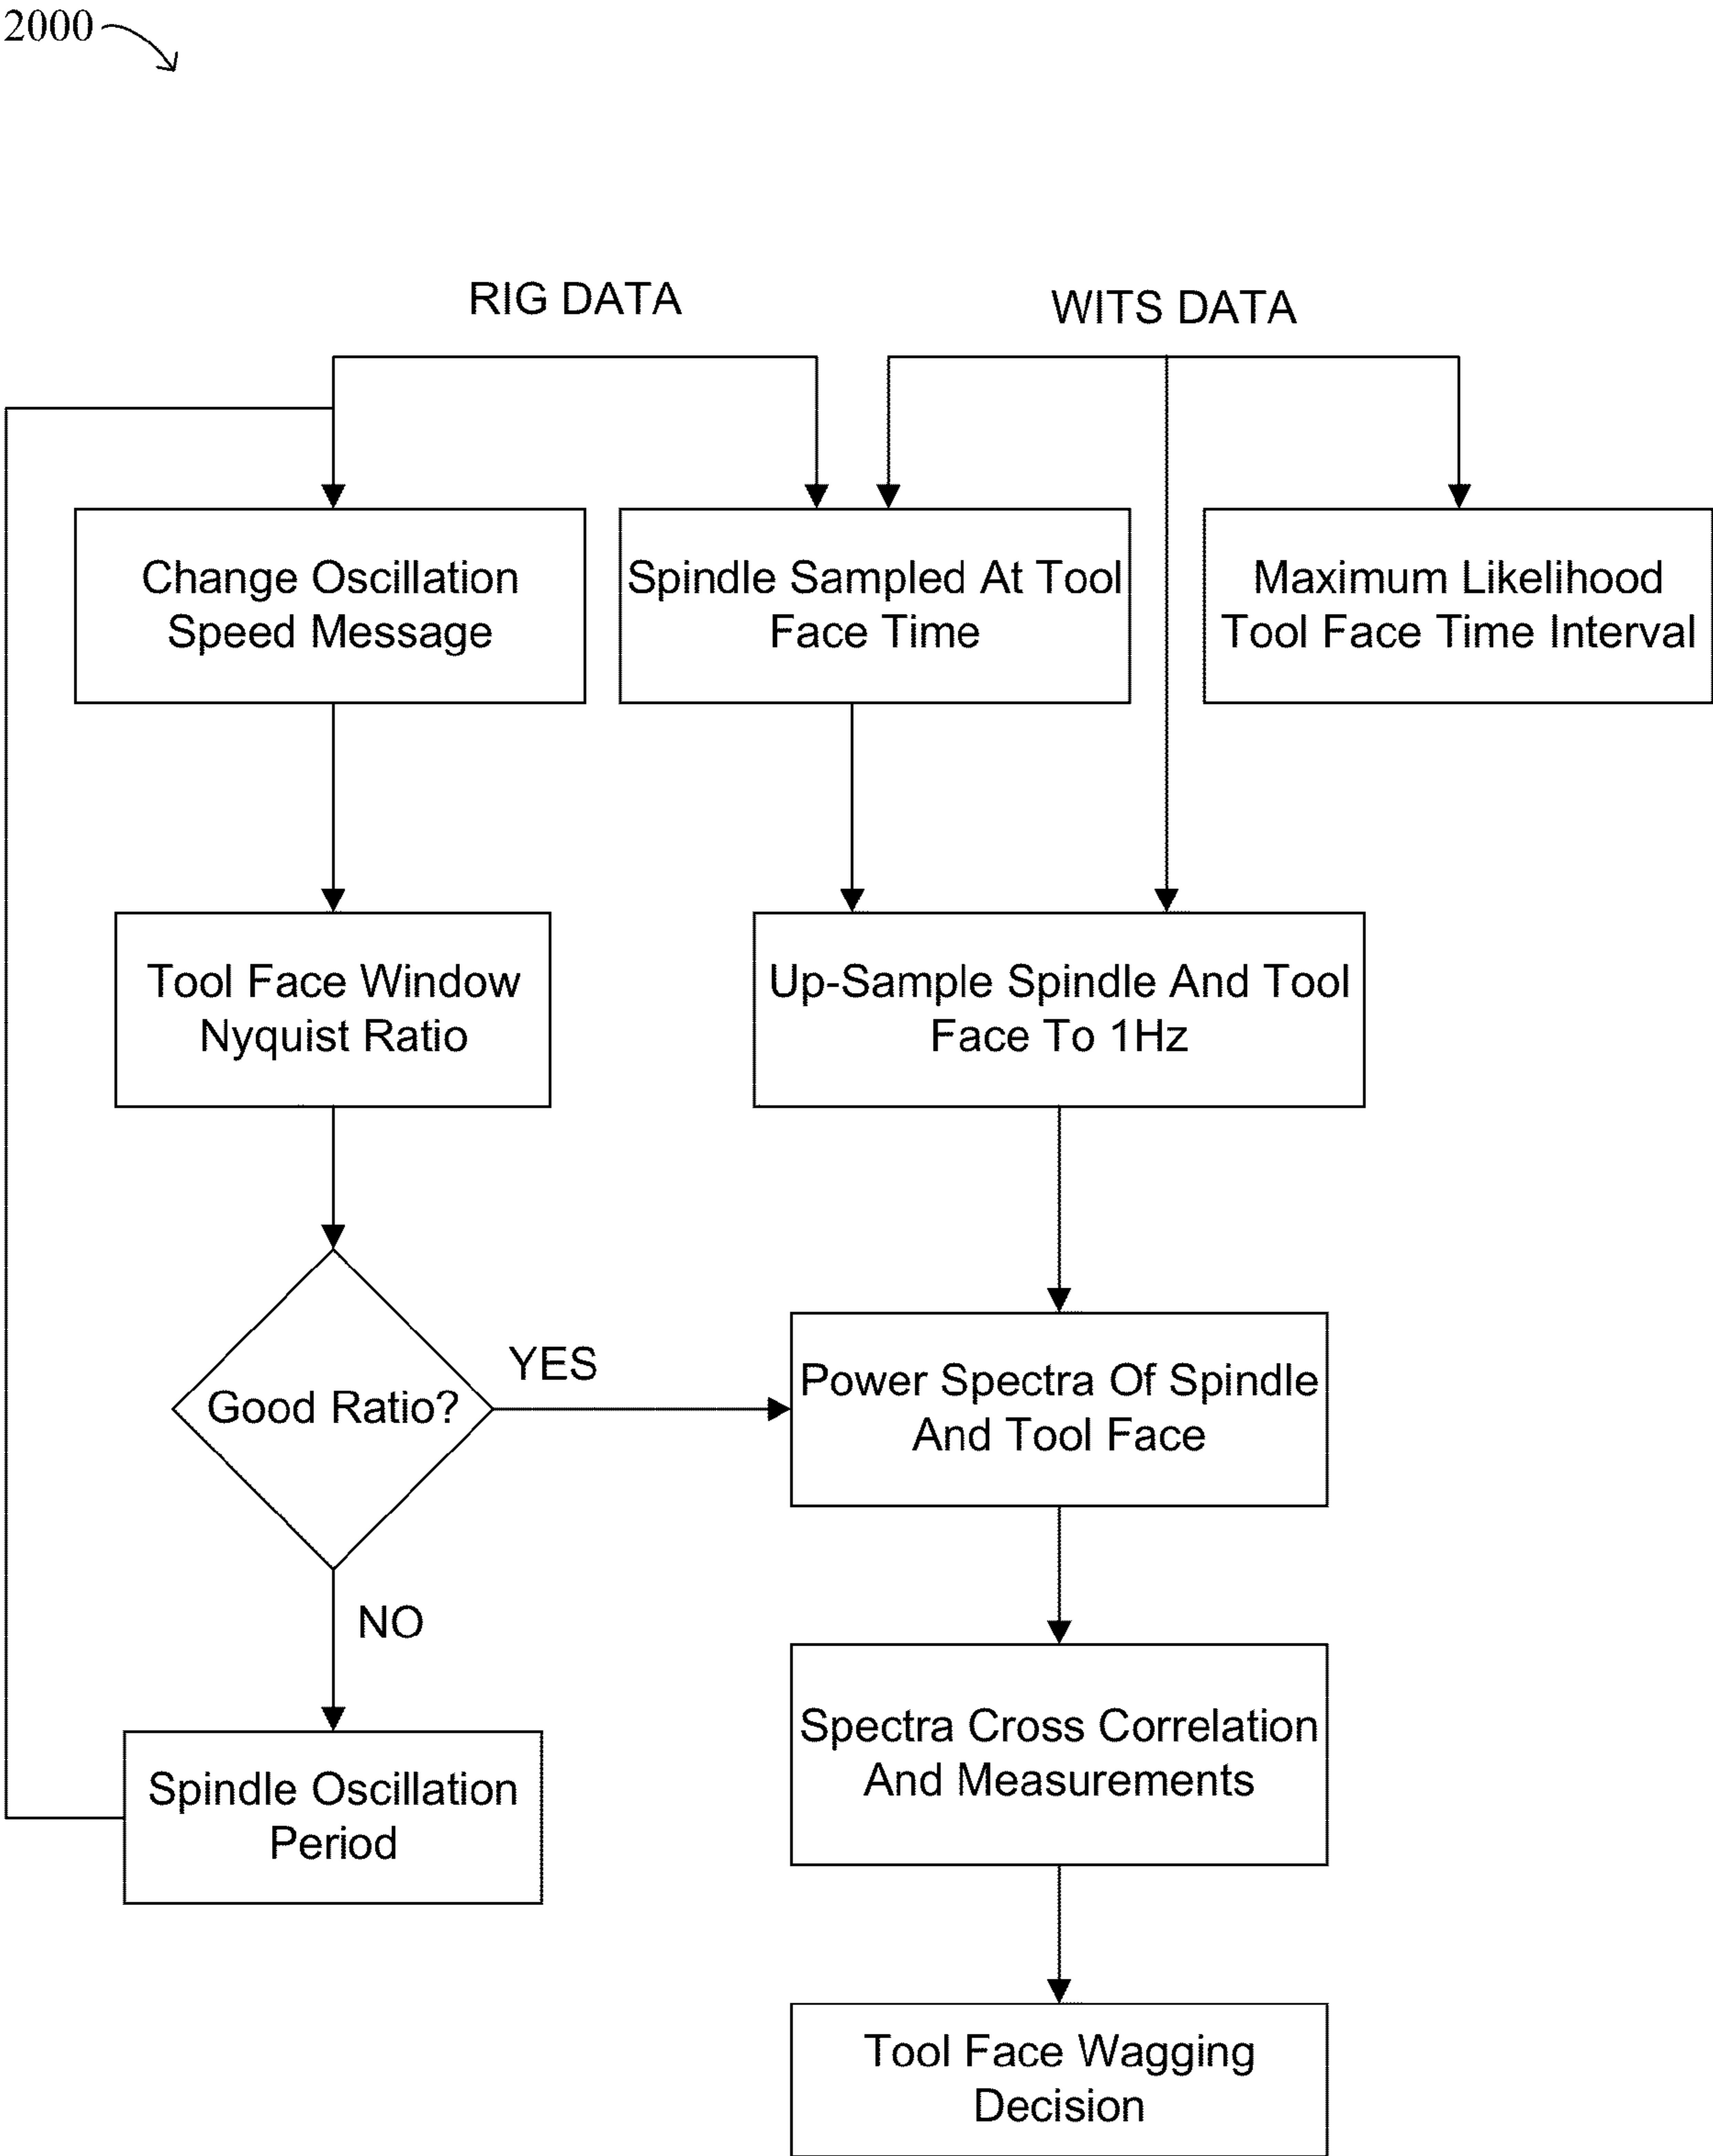 2000
RIG DATA
WITS DATA
Change Oscillation
Speed Message
Spindle Sampled At Tool
Face Time
Maximum Likelihood
Tool Face Time Interval
Tool Face Window
Nyquist Ratio
Up-Sample Spindle And Tool
Face To 1Hz
Good Ratio?
YES
Power Spectra Of Spindle
And Tool Face
NO
Spindle Oscillation
Period
Spectra Cross Correlation
And Measurements
Tool Face Wagging
Decision